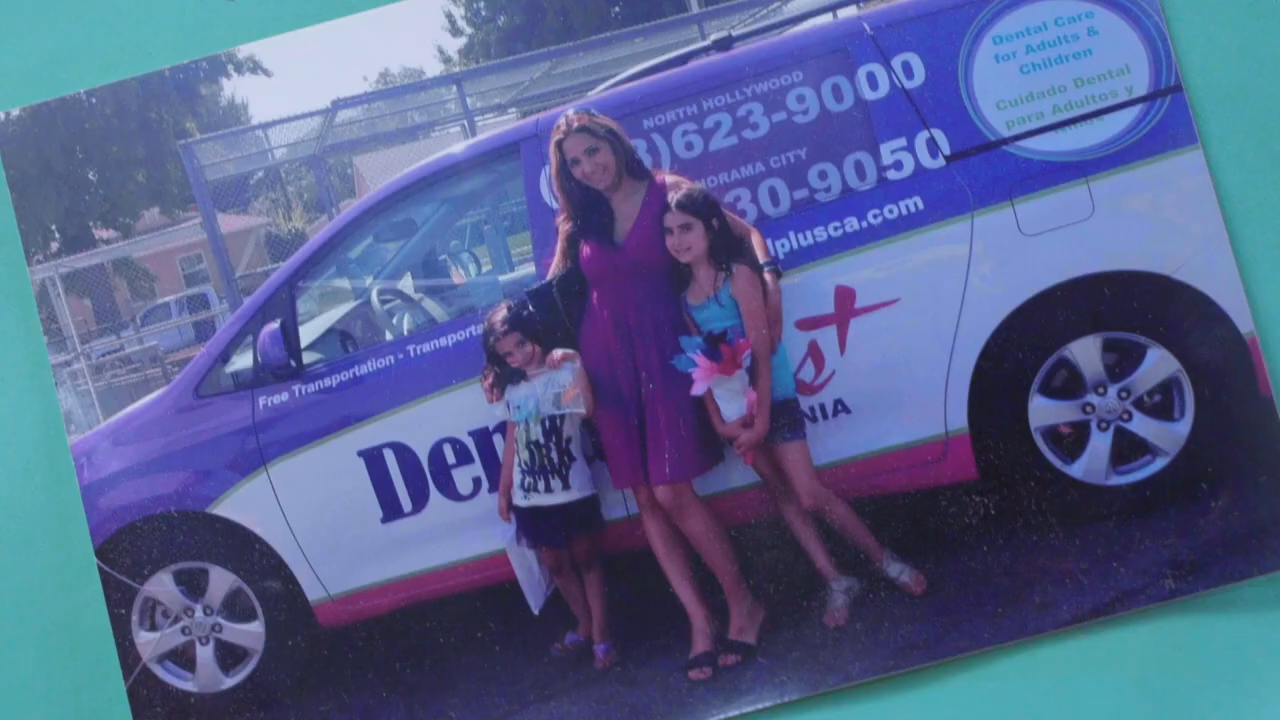 Dental Care
for Adults &
Children
Cuidado Dental
para Adultos y
NORTH HOLLYWOOD
)623-9000
ORAMA CITY
30-9050
lplusca.com
Free Transportation - Transporta
Den
s+
NIA
NEW
YORK
CITY